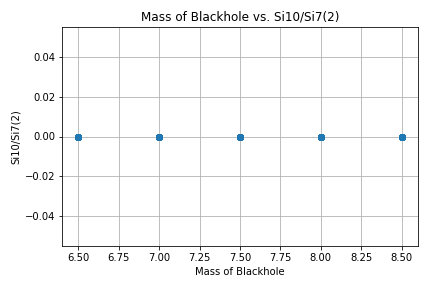 Mass of Blackhole vs. Si10/Si7(2)
0.04
0.02
0.00
−0.02
−0.04
Si10/Si7(2)
6.50 6.75 7.00 7.25 7.50 7.75 8.00 8.25 8.50
Mass of Blackhole